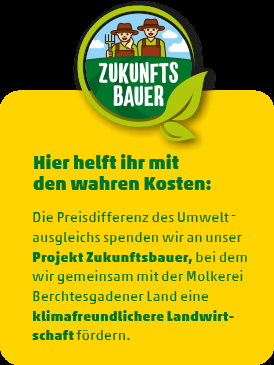 ZUKUNFTS
BAUER
Hier helft ihr mit
den wahren Kosten:
Die Preisdifferenz des Umwelt-
ausgleichs spenden wir an unser
Projekt Zukunftsbauer, bei dem
wir gemeinsam mit der Molkerei
Berchtesgadener Land eine
klimafreundlichere Landwirt-
schaft fördern.